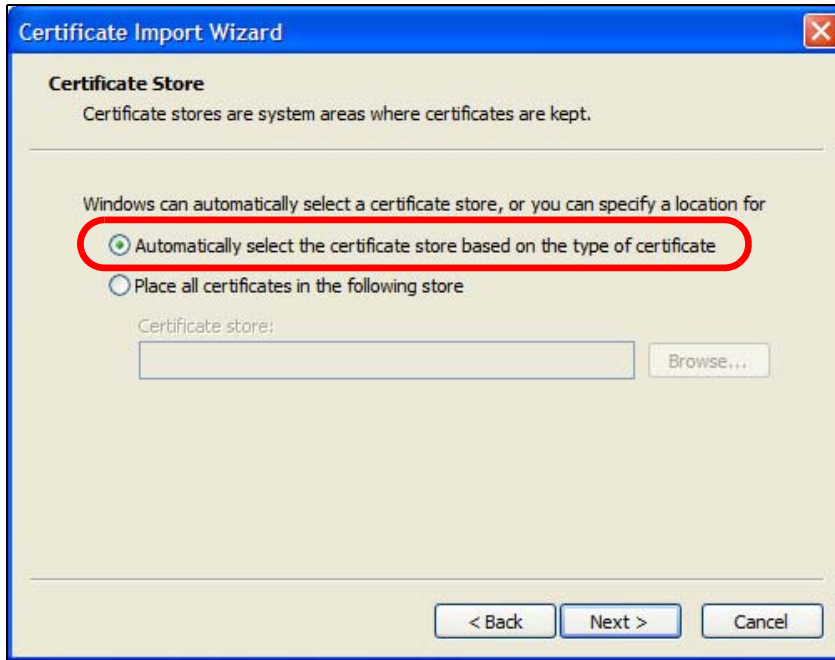 Certificate Import Wizard
Certificate Store
Certificate stores are system areas where certificates are kept.
Windows can automatically select a certificate store, or you can specify a location for
Automatically select the certificate store based on the type of certificate
Place all certificates in the following store
Certificate store:
Browse...
< Back
Next >
Cancel